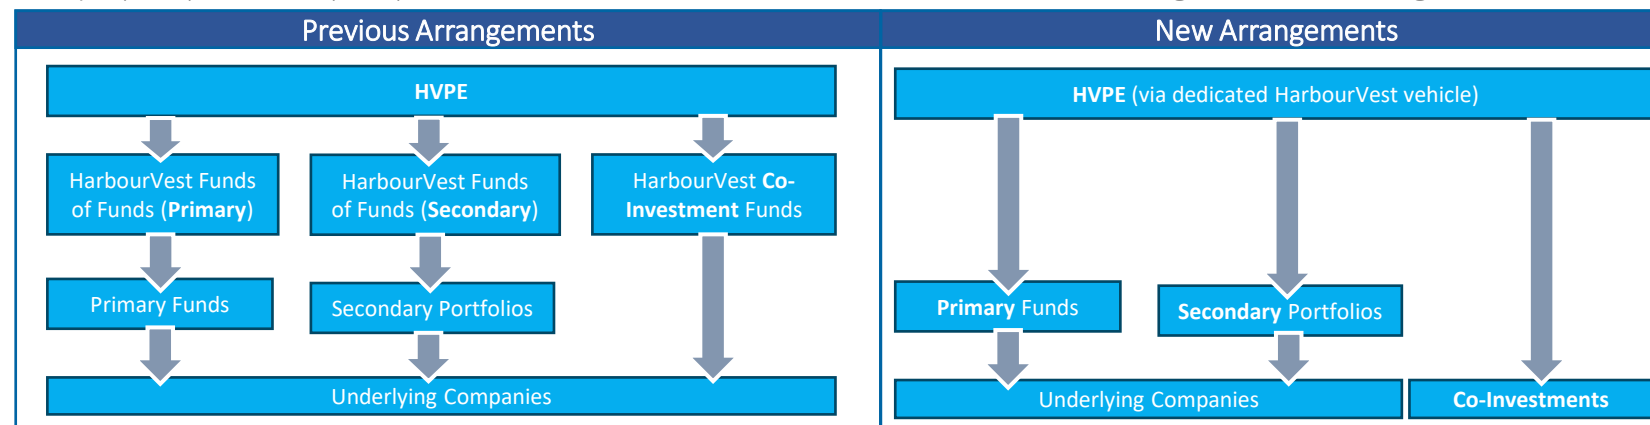 Previous Arrangements
HVPE
HarbourVest Funds
of Funds (Primary)
HarbourVest Funds
of Funds (Secondary)
HarbourVest Co-
Investment Funds
Primary Funds
Secondary Portfolios
Underlying Companies
New Arrangements
HVPE (via dedicated HarbourVest vehicle)
Primary Funds
Secondary Portfolios
Underlying Companies
Co-Investments